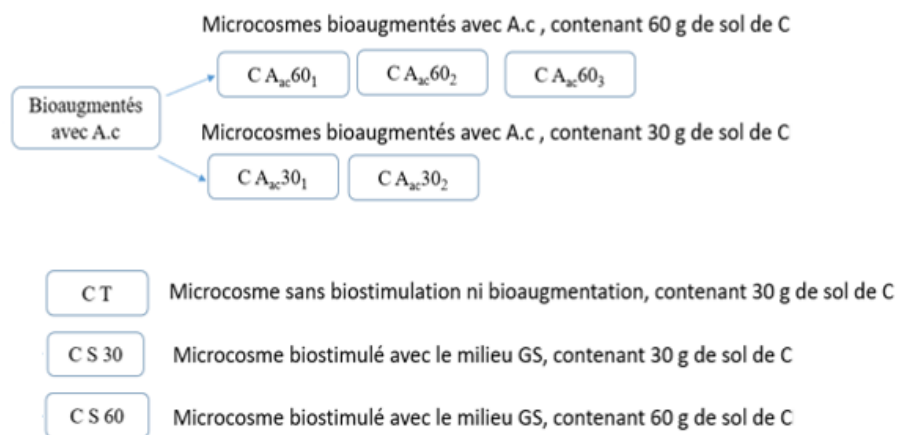 Microcosmes bioaugmentés avec A.c , contenant 60 g de sol de C
C Aₐc60₁ C Aₐc60₂ C Aₐc60₃
Bioaugmentés
avec A.c
Microcosmes bioaugmentés avec A.c , contenant 30 g de sol de C
C Aₐc30₁ C Aₐc30₂
C T Microcosme sans biostimulation ni bioaugmentation, contenant 30 g de sol de C
C S 30 Microcosme biostimulé avec le milieu GS, contenant 30 g de sol de C
C S 60 Microcosme biostimulé avec le milieu GS, contenant 60 g de sol de C